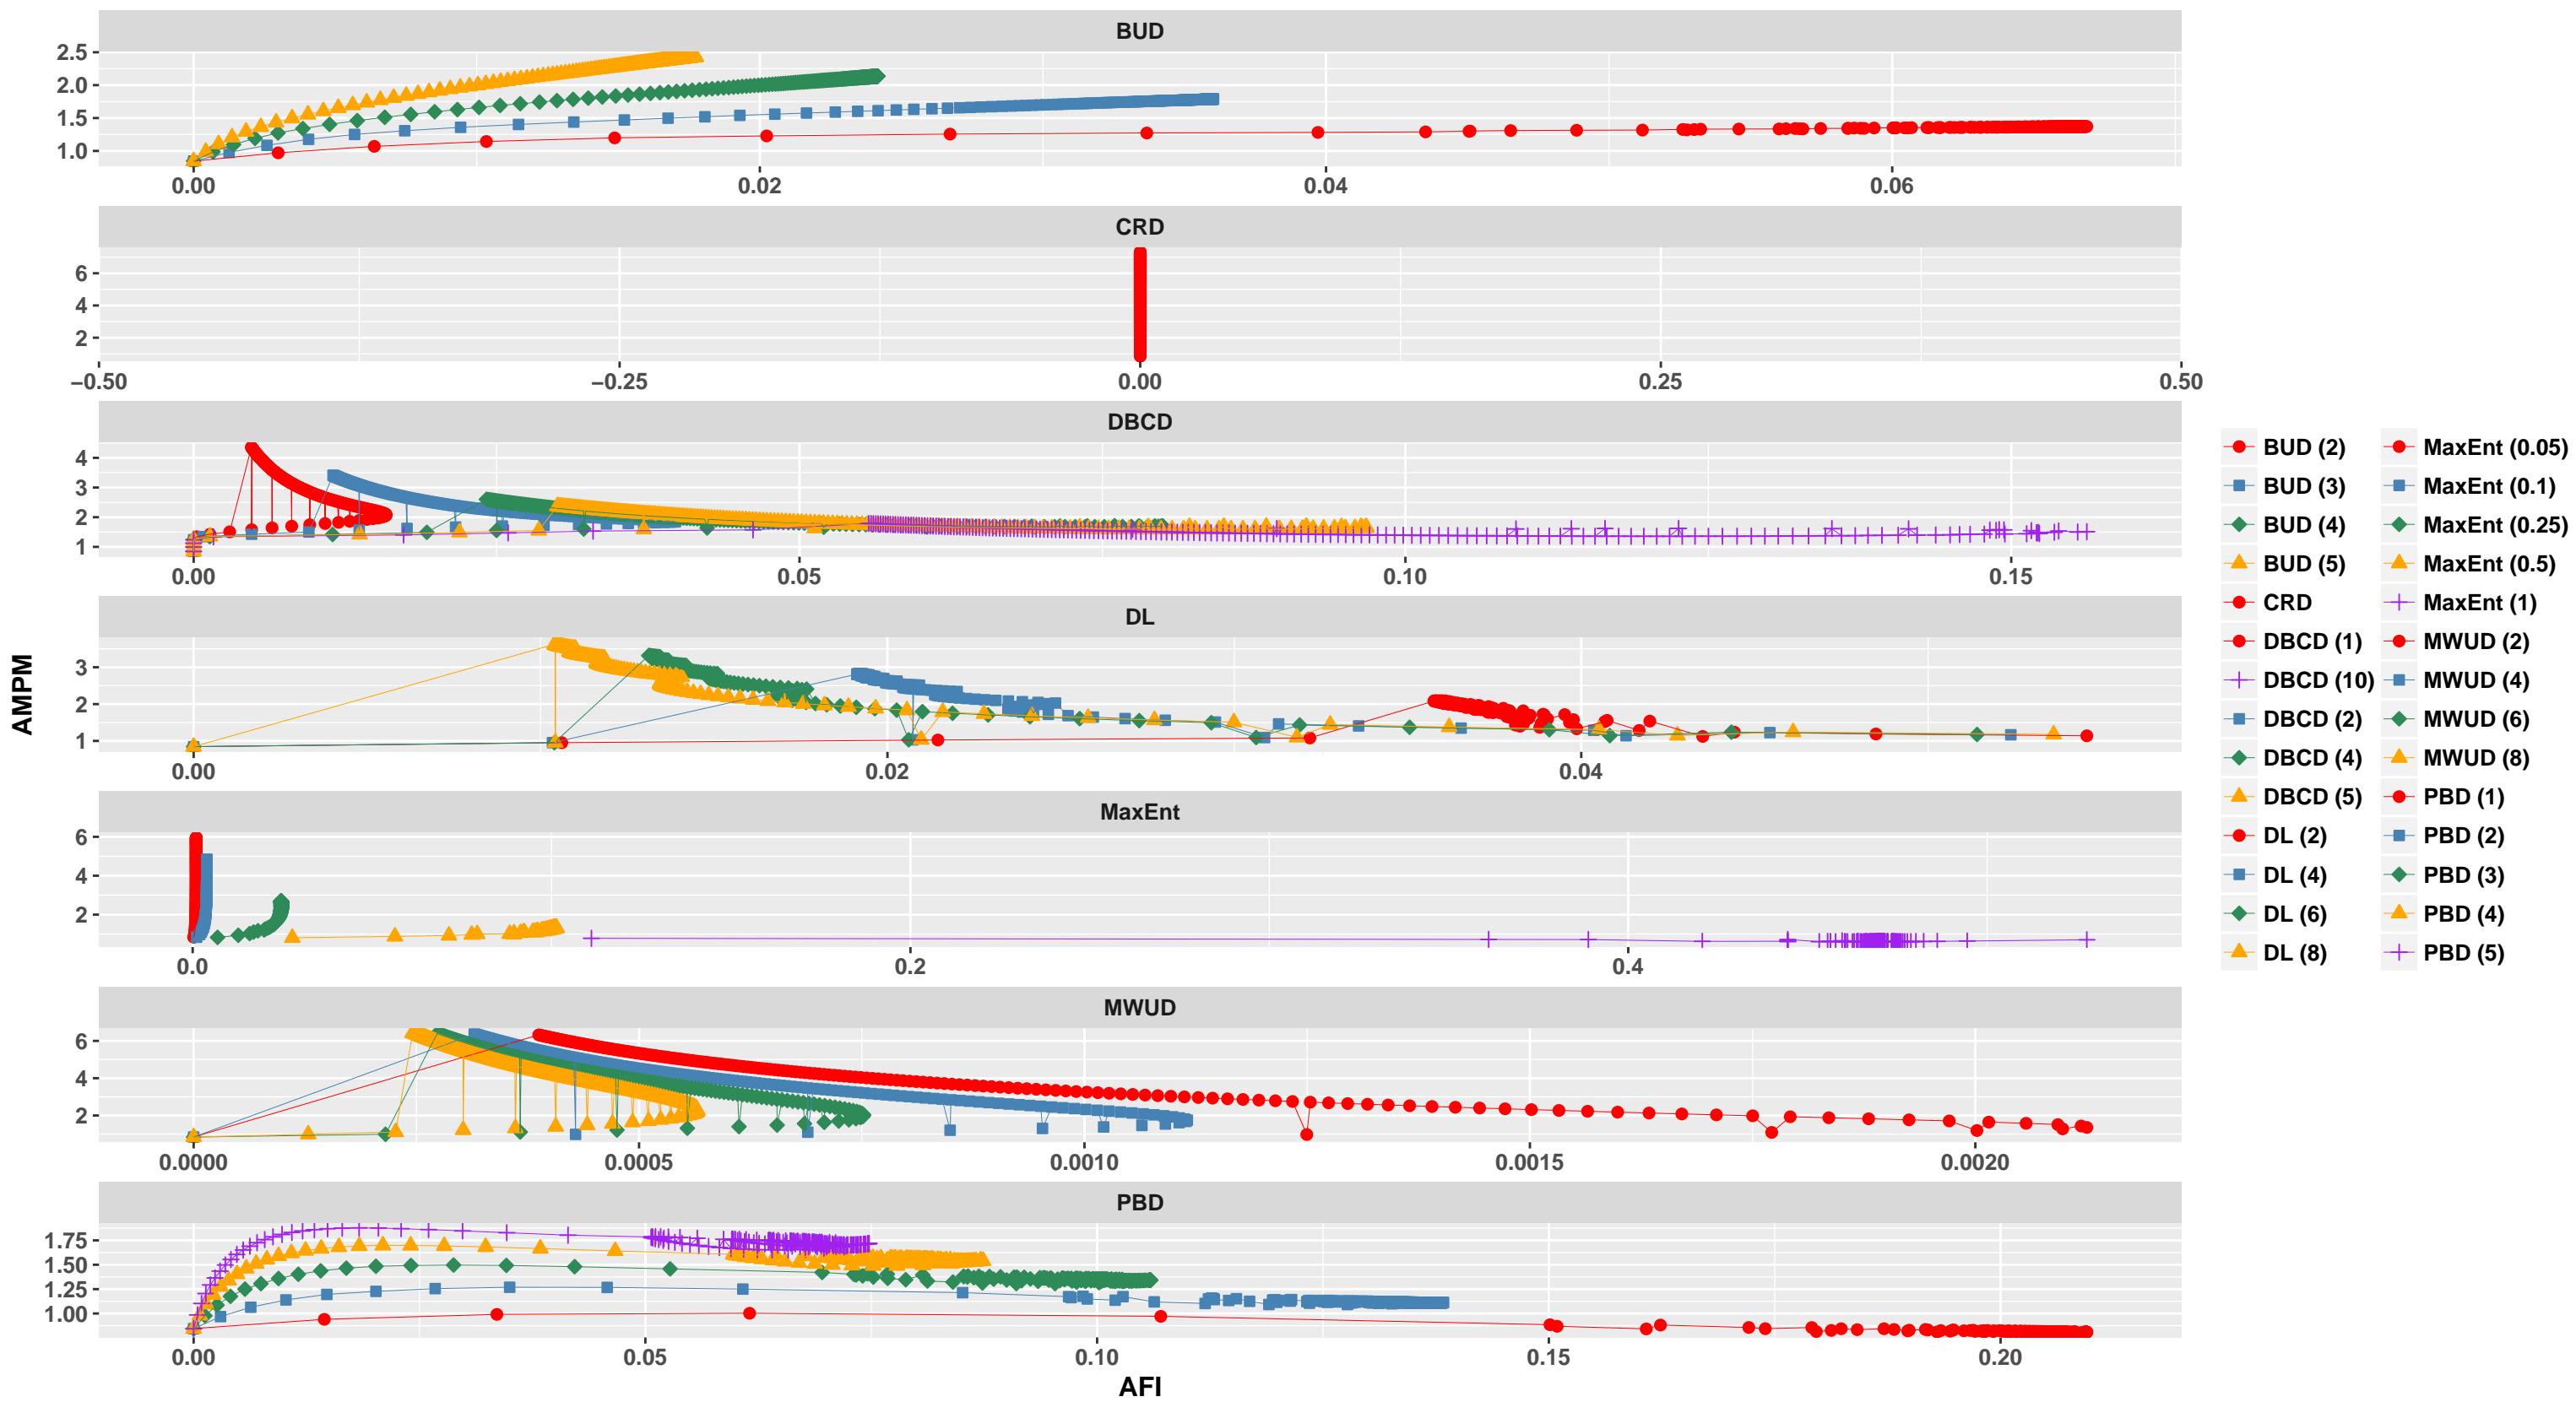 BUD
2.5
2.0
1.5
1.0
0.00 0.02 0.04 0.06
CRD
6
4
2
−0.50 −0.25 0.00 0.25 0.50
DBCD
4
3
2
1
0.00 0.05 0.10 0.15
DL
3
2
1
0.00 0.02 0.04
MaxEnt
6
4
2
0.0 0.2 0.4
MWUD
6
4
2
0.0000 0.0005 0.0010 0.0015 0.0020
PBD
1.75
1.50
1.25
1.00
0.00 0.05 0.10 0.15 0.20
AFI
AMPM
BUD (2) MaxEnt (0.05)
BUD (3) MaxEnt (0.1)
BUD (4) MaxEnt (0.25)
BUD (5) MaxEnt (0.5)
CRD MaxEnt (1)
DBCD (1) MWUD (2)
DBCD (10) MWUD (4)
DBCD (2) MWUD (6)
DBCD (4) MWUD (8)
DBCD (5) PBD (1)
DL (2) PBD (2)
DL (4) PBD (3)
DL (6) PBD (4)
DL (8) PBD (5)